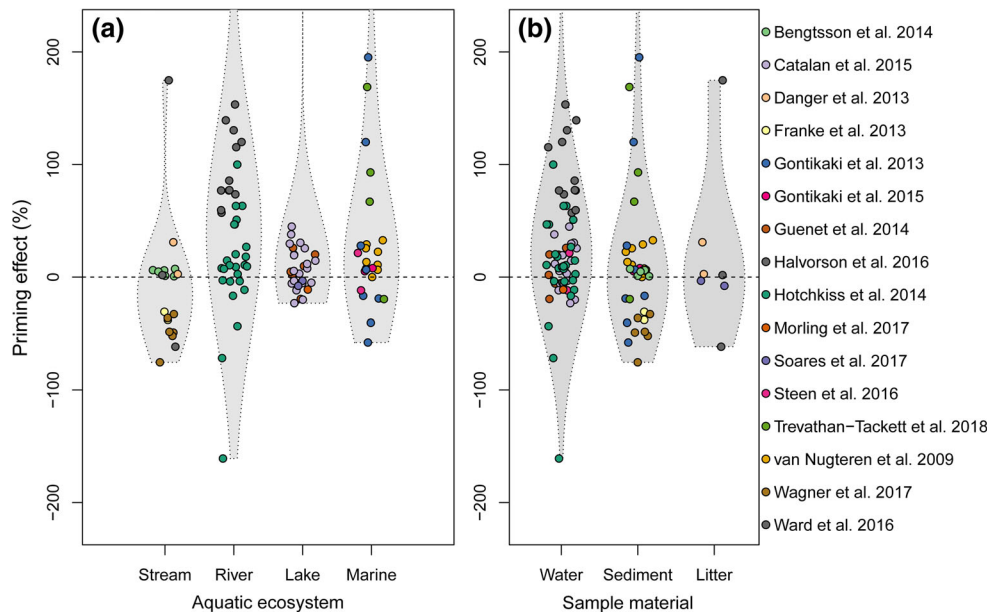 (a)
(b)
Priming effect (%)
200
100
0
−100
−200
Stream River Lake Marine
Aquatic ecosystem
200
100
0
−100
−200
Water Sediment Litter
Sample material
Bengtsson et al. 2014
Catalan et al. 2015
Danger et al. 2013
Franke et al. 2013
Gontikaki et al. 2013
Gontikaki et al. 2015
Guenet et al. 2014
Halvorson et al. 2016
Hotchkiss et al. 2014
Morling et al. 2017
Soares et al. 2017
Steen et al. 2016
Trevathan−Tackett et al. 2018
van Nugteren et al. 2009
Wagner et al. 2017
Ward et al. 2016